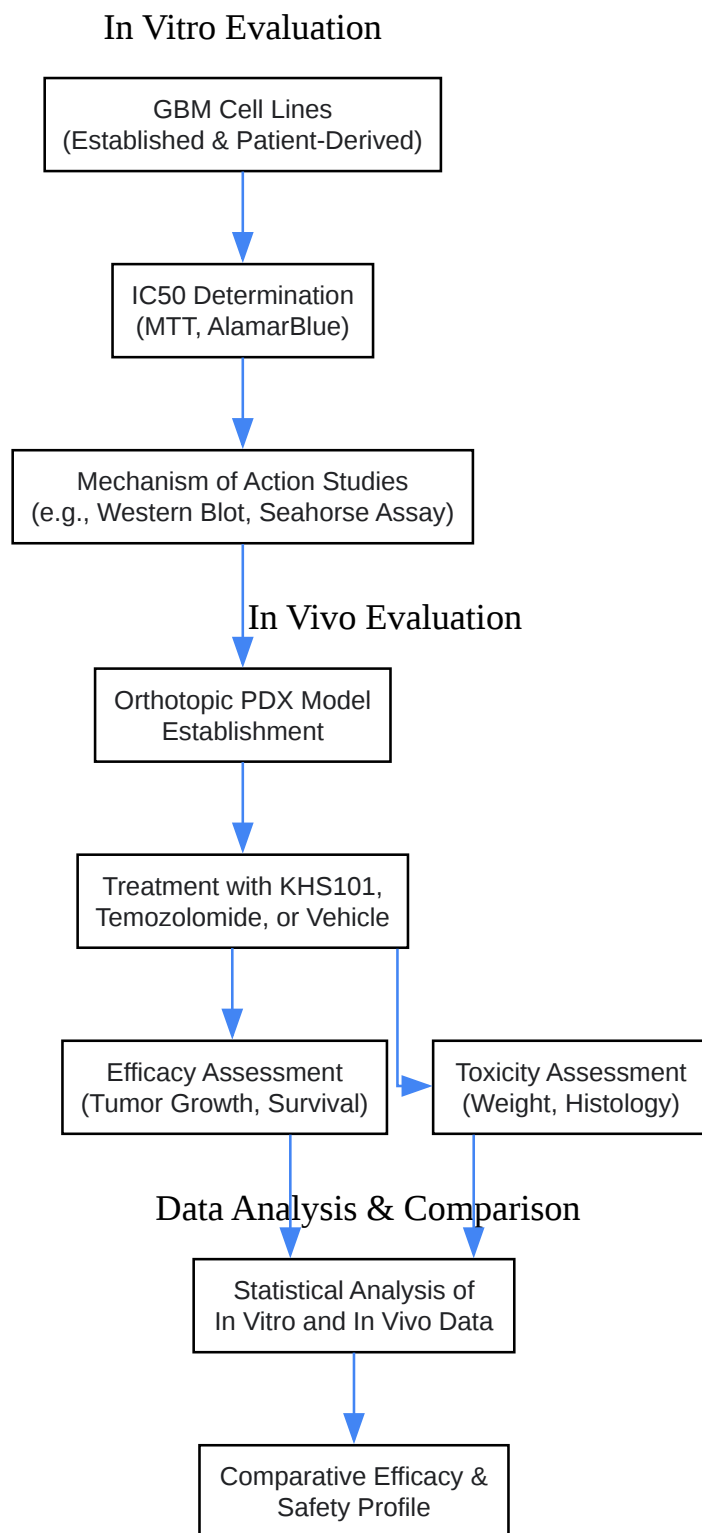 In Vitro Evaluation
GBM Cell Lines
(Established & Patient-Derived)
IC50 Determination
(MTT, AlamarBlue)
Mechanism of Action Studies
(e.g., Western Blot, Seahorse Assay)
In Vivo Evaluation
Orthotopic PDX Model
Establishment
Treatment with KHS101,
Temozolomide, or Vehicle
Efficacy Assessment
(Tumor Growth, Survival)
Toxicity Assessment
(Weight, Histology)
Data Analysis & Comparison
Statistical Analysis of
In Vitro and In Vivo Data
Comparative Efficacy &
Safety Profile